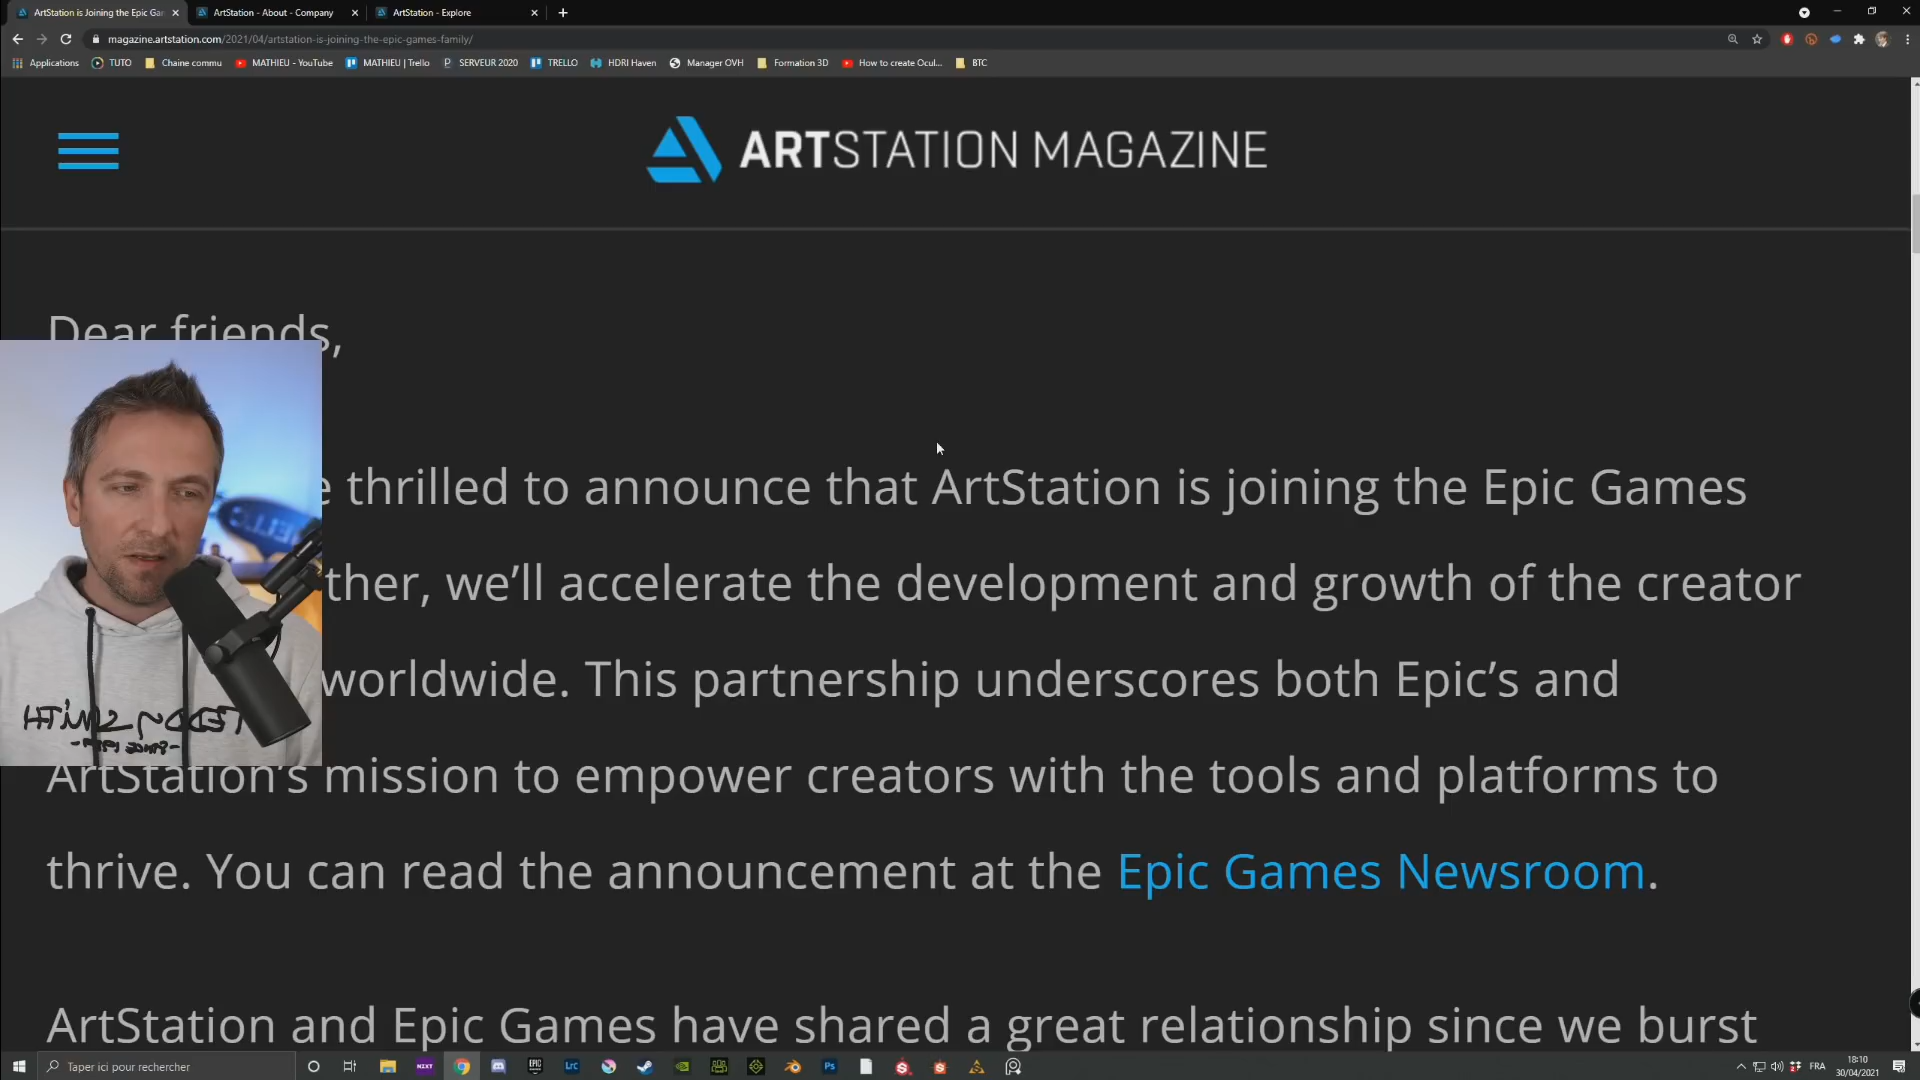 ArtStation is Joining the Epic Gar
ArtStation - About - Company
ArtStation - Explore
magazine.artstation.com/2021/04/artstation-is-joining-the-epic-games-family/
Applications
TUTO
Chaine commu
MATHIEU - YouTube
MATHIEU | Trello
SERVEUR 2020
TRELLO
HDRI Haven
Manager OVH
Formation 3D
How to create Ocul...
BTC
ARTSTATION MAGAZINE
Dear friends,
e thrilled to announce that ArtStation is joining the Epic Games
ther, we’ll accelerate the development and growth of the creator
worldwide. This partnership underscores both Epic’s and
ArtStation’s mission to empower creators with the tools and platforms to
thrive. You can read the announcement at the Epic Games Newsroom.
ArtStation and Epic Games have shared a great relationship since we burst
Taper ici pour rechercher
NZXT
EPIC
Lrc
Ps
FRA
18:10
30/04/2021